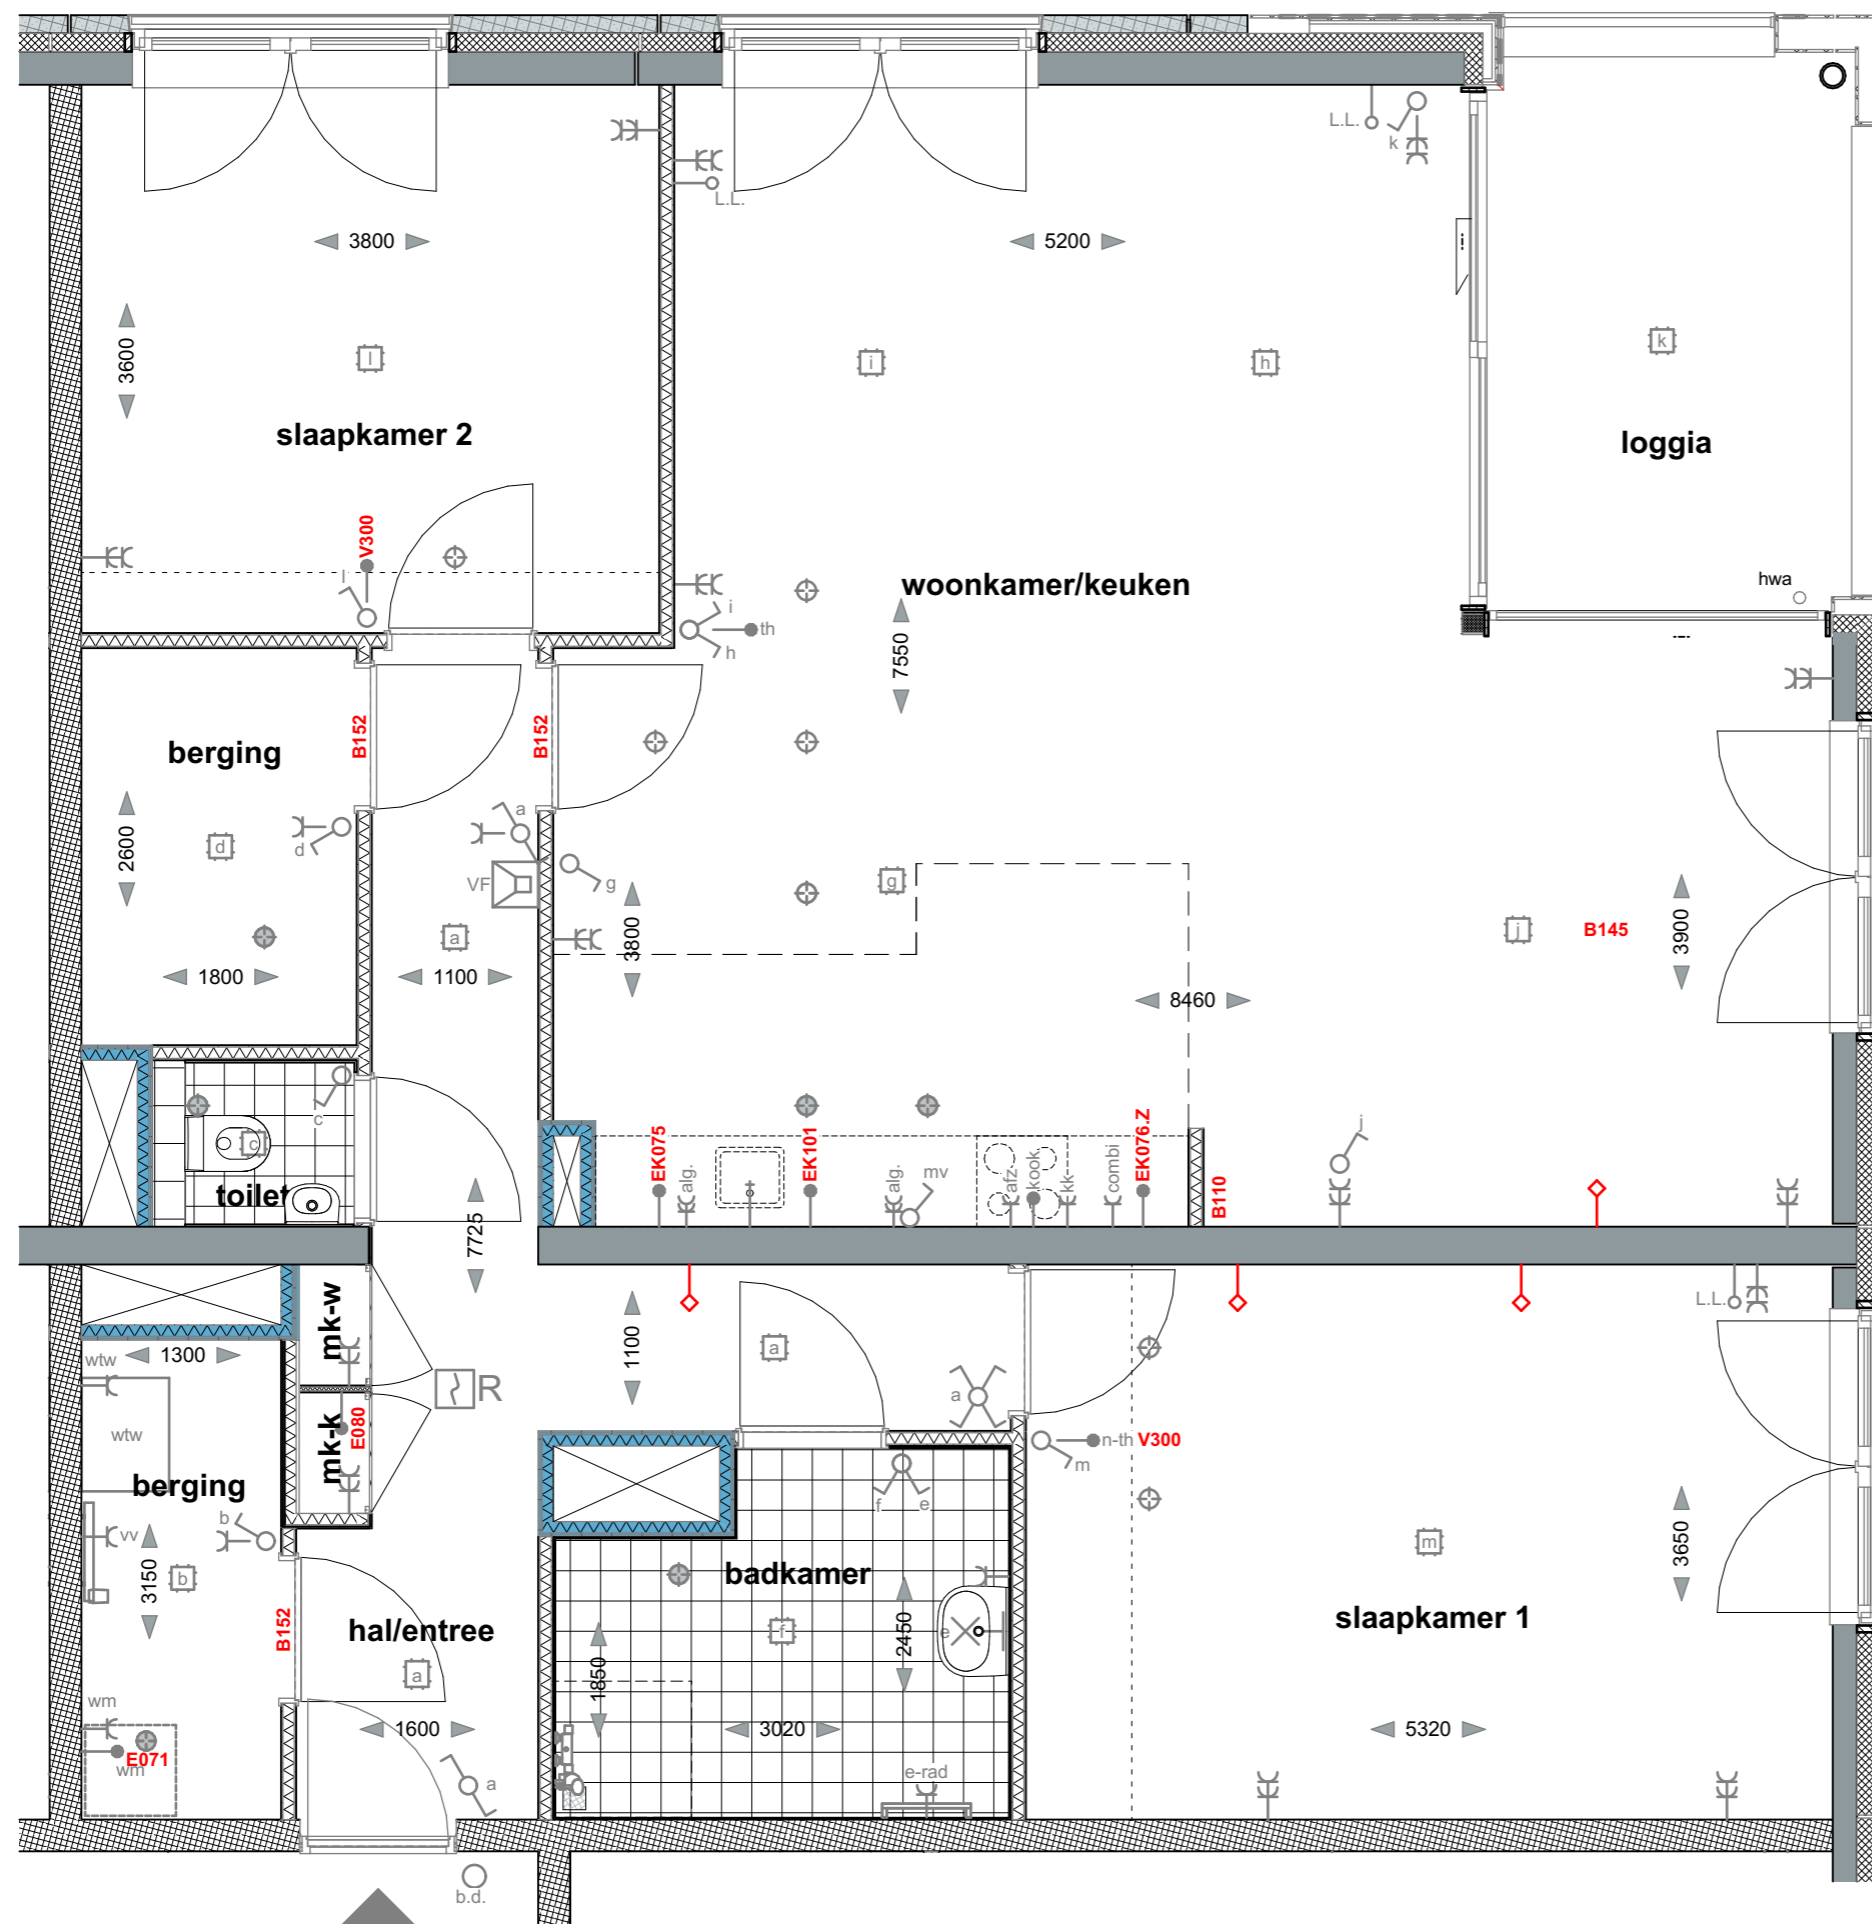 L.L.
k
L.L.
3800
5200
3600
l
i
h
k
slaapkamer 2
loggia
V300
l
woonkamer/keuken
hwa
i
th
h
7550
B152
B152
berging
2600
d
d
a
VF
g
g
a
3800
j
B145
3900
1800
1100
8460
c
c
toilet
EK075
alg.
EK101
alg.
mv
afz.
kook.
kk
combi
EK076.Z
B110
j
7725
mk-w
L.L.
1300
1100
a
wtw
R
a
wtw
mk-k
E080
n-th
V300
m
berging
b
f
e
vv
3150
b
badkamer
m
3650
B152
hal/entree
f
2450
e
slaapkamer 1
a
1850
wm
1600
3020
5320
E071
wm
a
e-rad
b.d.